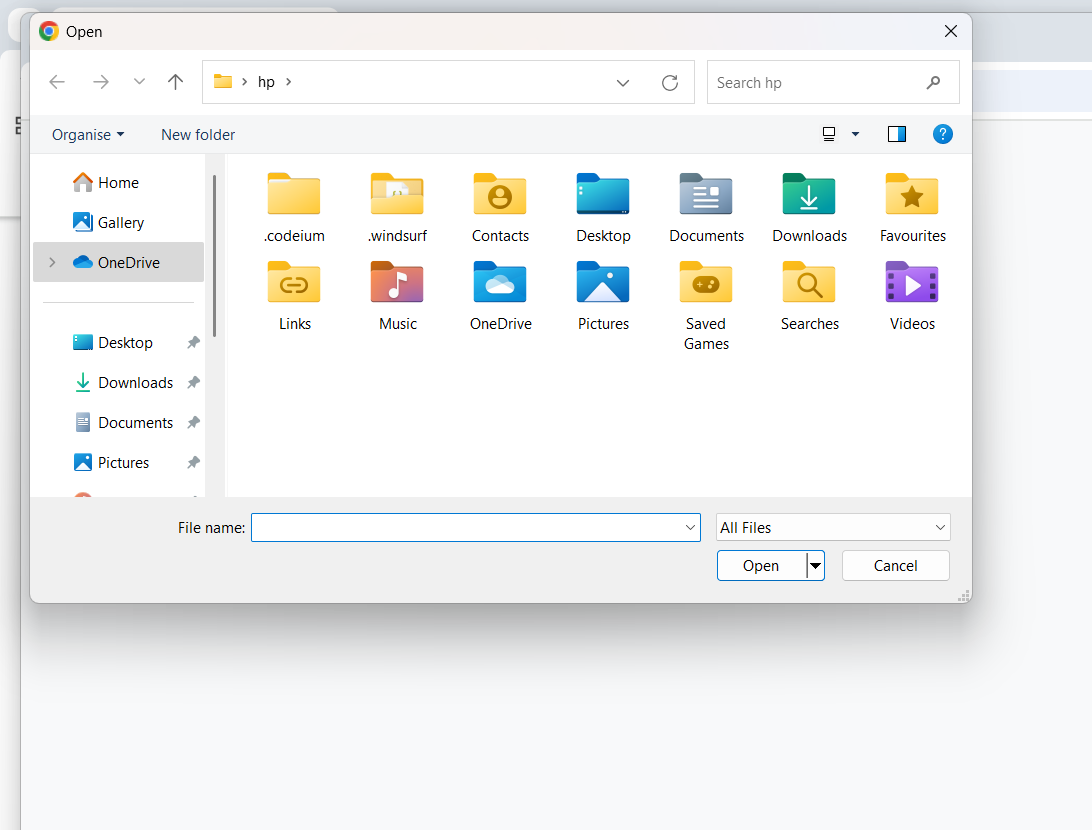 Open
hp
Search hp
Organise
New folder
?
Home
Gallery
OneDrive
Desktop
Downloads
Documents
Pictures
.codeium
.windsurf
Contacts
Desktop
Documents
Downloads
Favourites
Links
Music
OneDrive
Pictures
Saved
Games
Searches
Videos
File name:
All Files
Open
Cancel